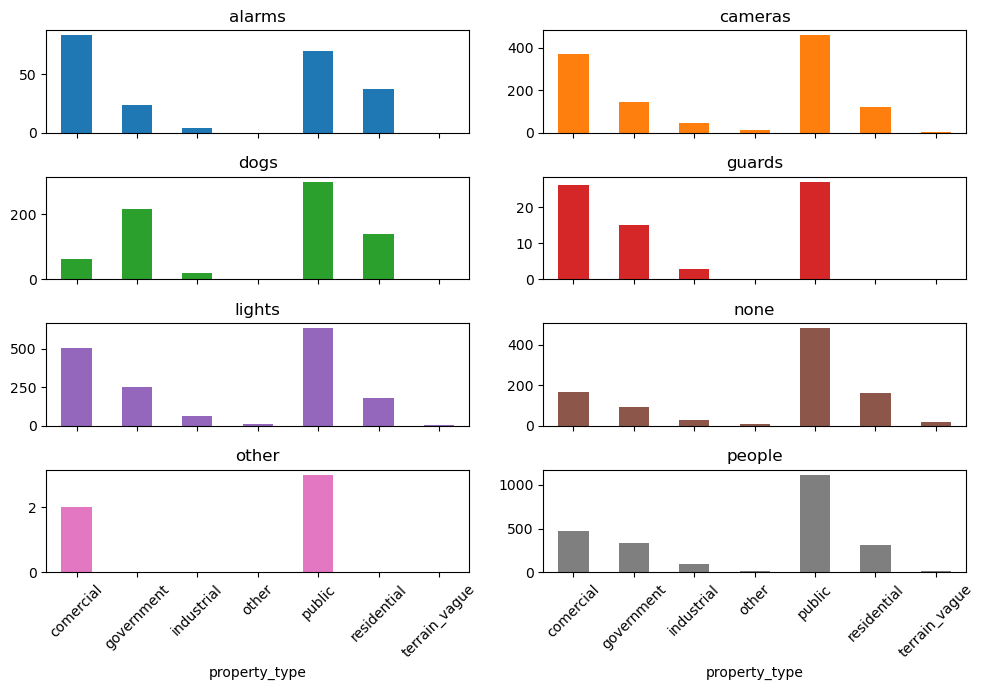 alarms
cameras
50
0
400
200
0
dogs
guards
200
0
20
10
0
lights
none
500
250
0
400
200
0
other
people
2
0
1000
500
0
comercial
government
industrial
other
public
residential
terrain_vague
comercial
government
industrial
other
public
residential
terrain_vague
property_type
property_type